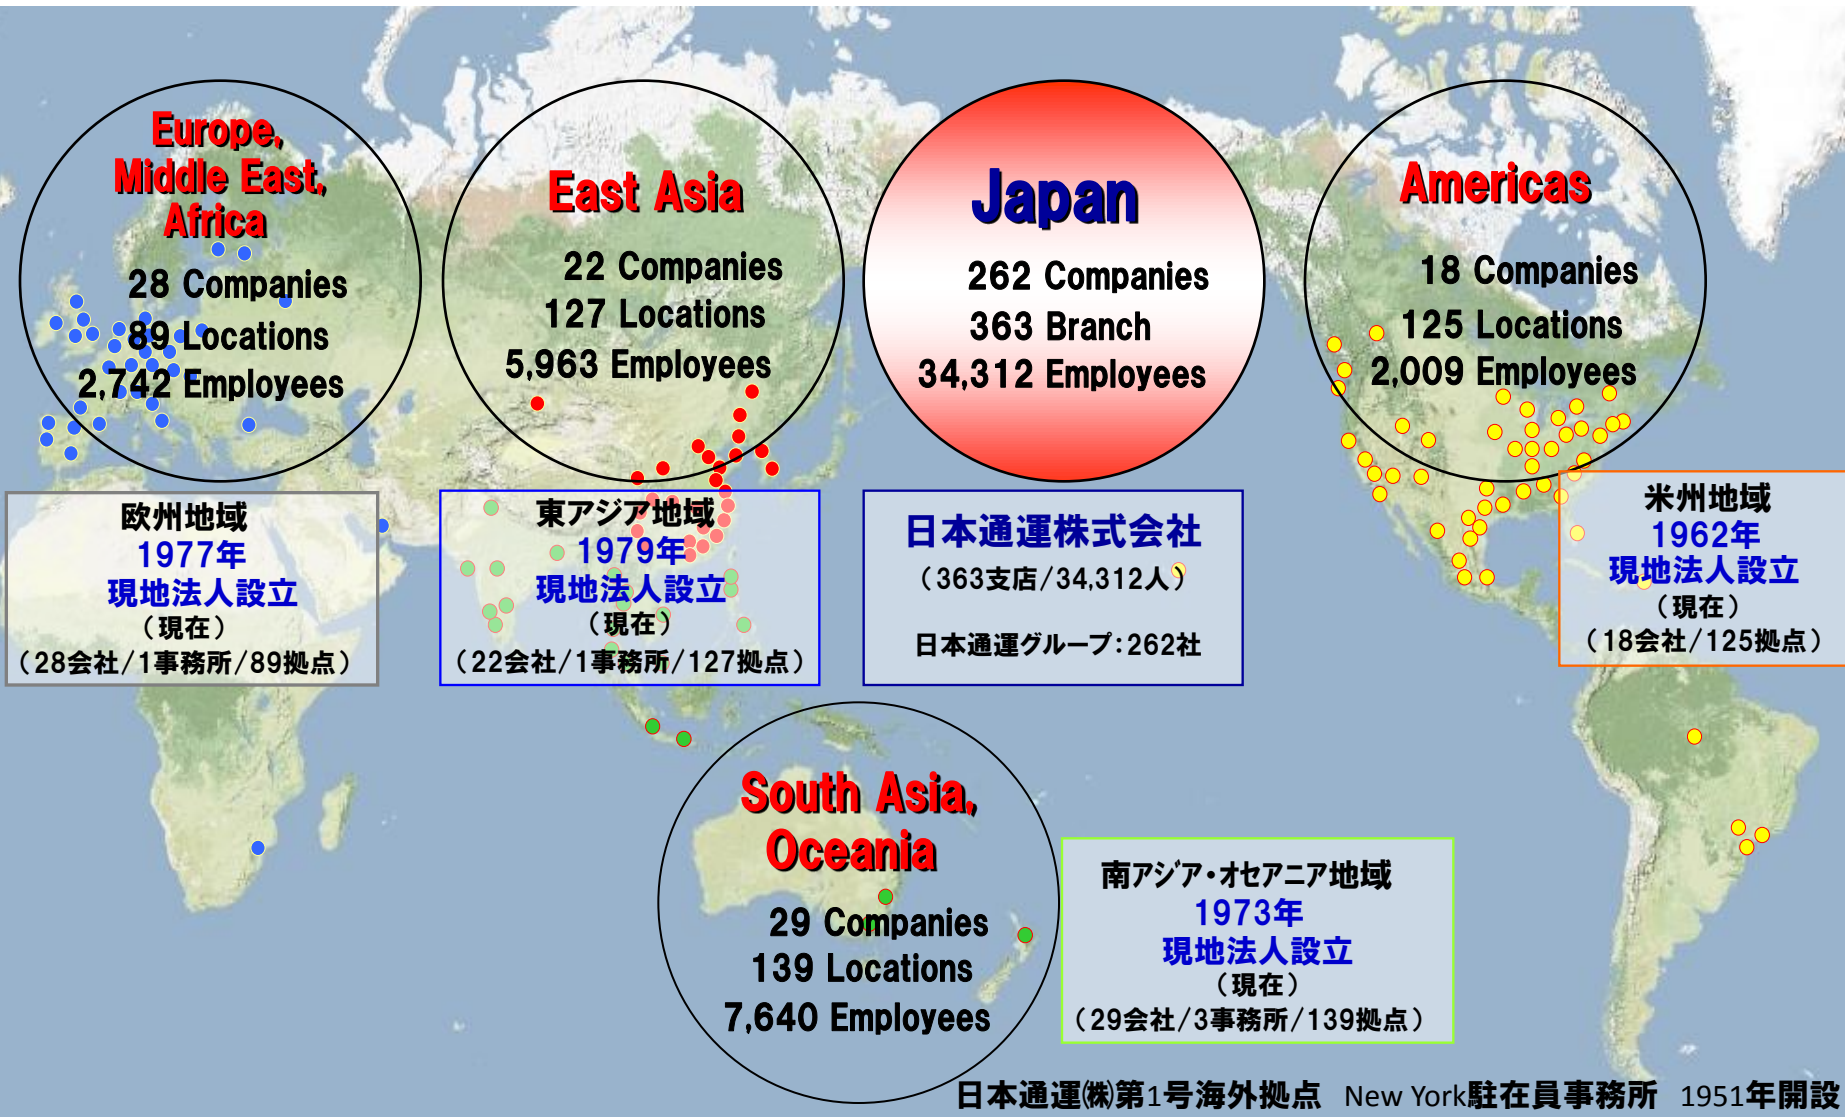 Europe,
Middle East,
Africa
28 Companies
89 Locations
2,742 Employees
East Asia
22 Companies
127 Locations
5,963 Employees
Japan
262 Companies
363 Branch
34,312 Employees
Americas
18 Companies
125 Locations
2,009 Employees
欧州地域
1977年
現地法人設立
（現在）
（28会社/1事務所/89拠点）
東アジア地域
1979年
現地法人設立
（現在）
（22会社/1事務所/127拠点）
日本通運株式会社
（363支店/34,312人）
日本通運グループ：262社
米州地域
1962年
現地法人設立
（現在）
（18会社/125拠点）
South Asia,
Oceania
29 Companies
139 Locations
7,640 Employees
南アジア・オセアニア地域
1973年
現地法人設立
（現在）
（29会社/3事務所/139拠点）
日本通運㈱第1号海外拠点　New York駐在員事務所　1951年開設